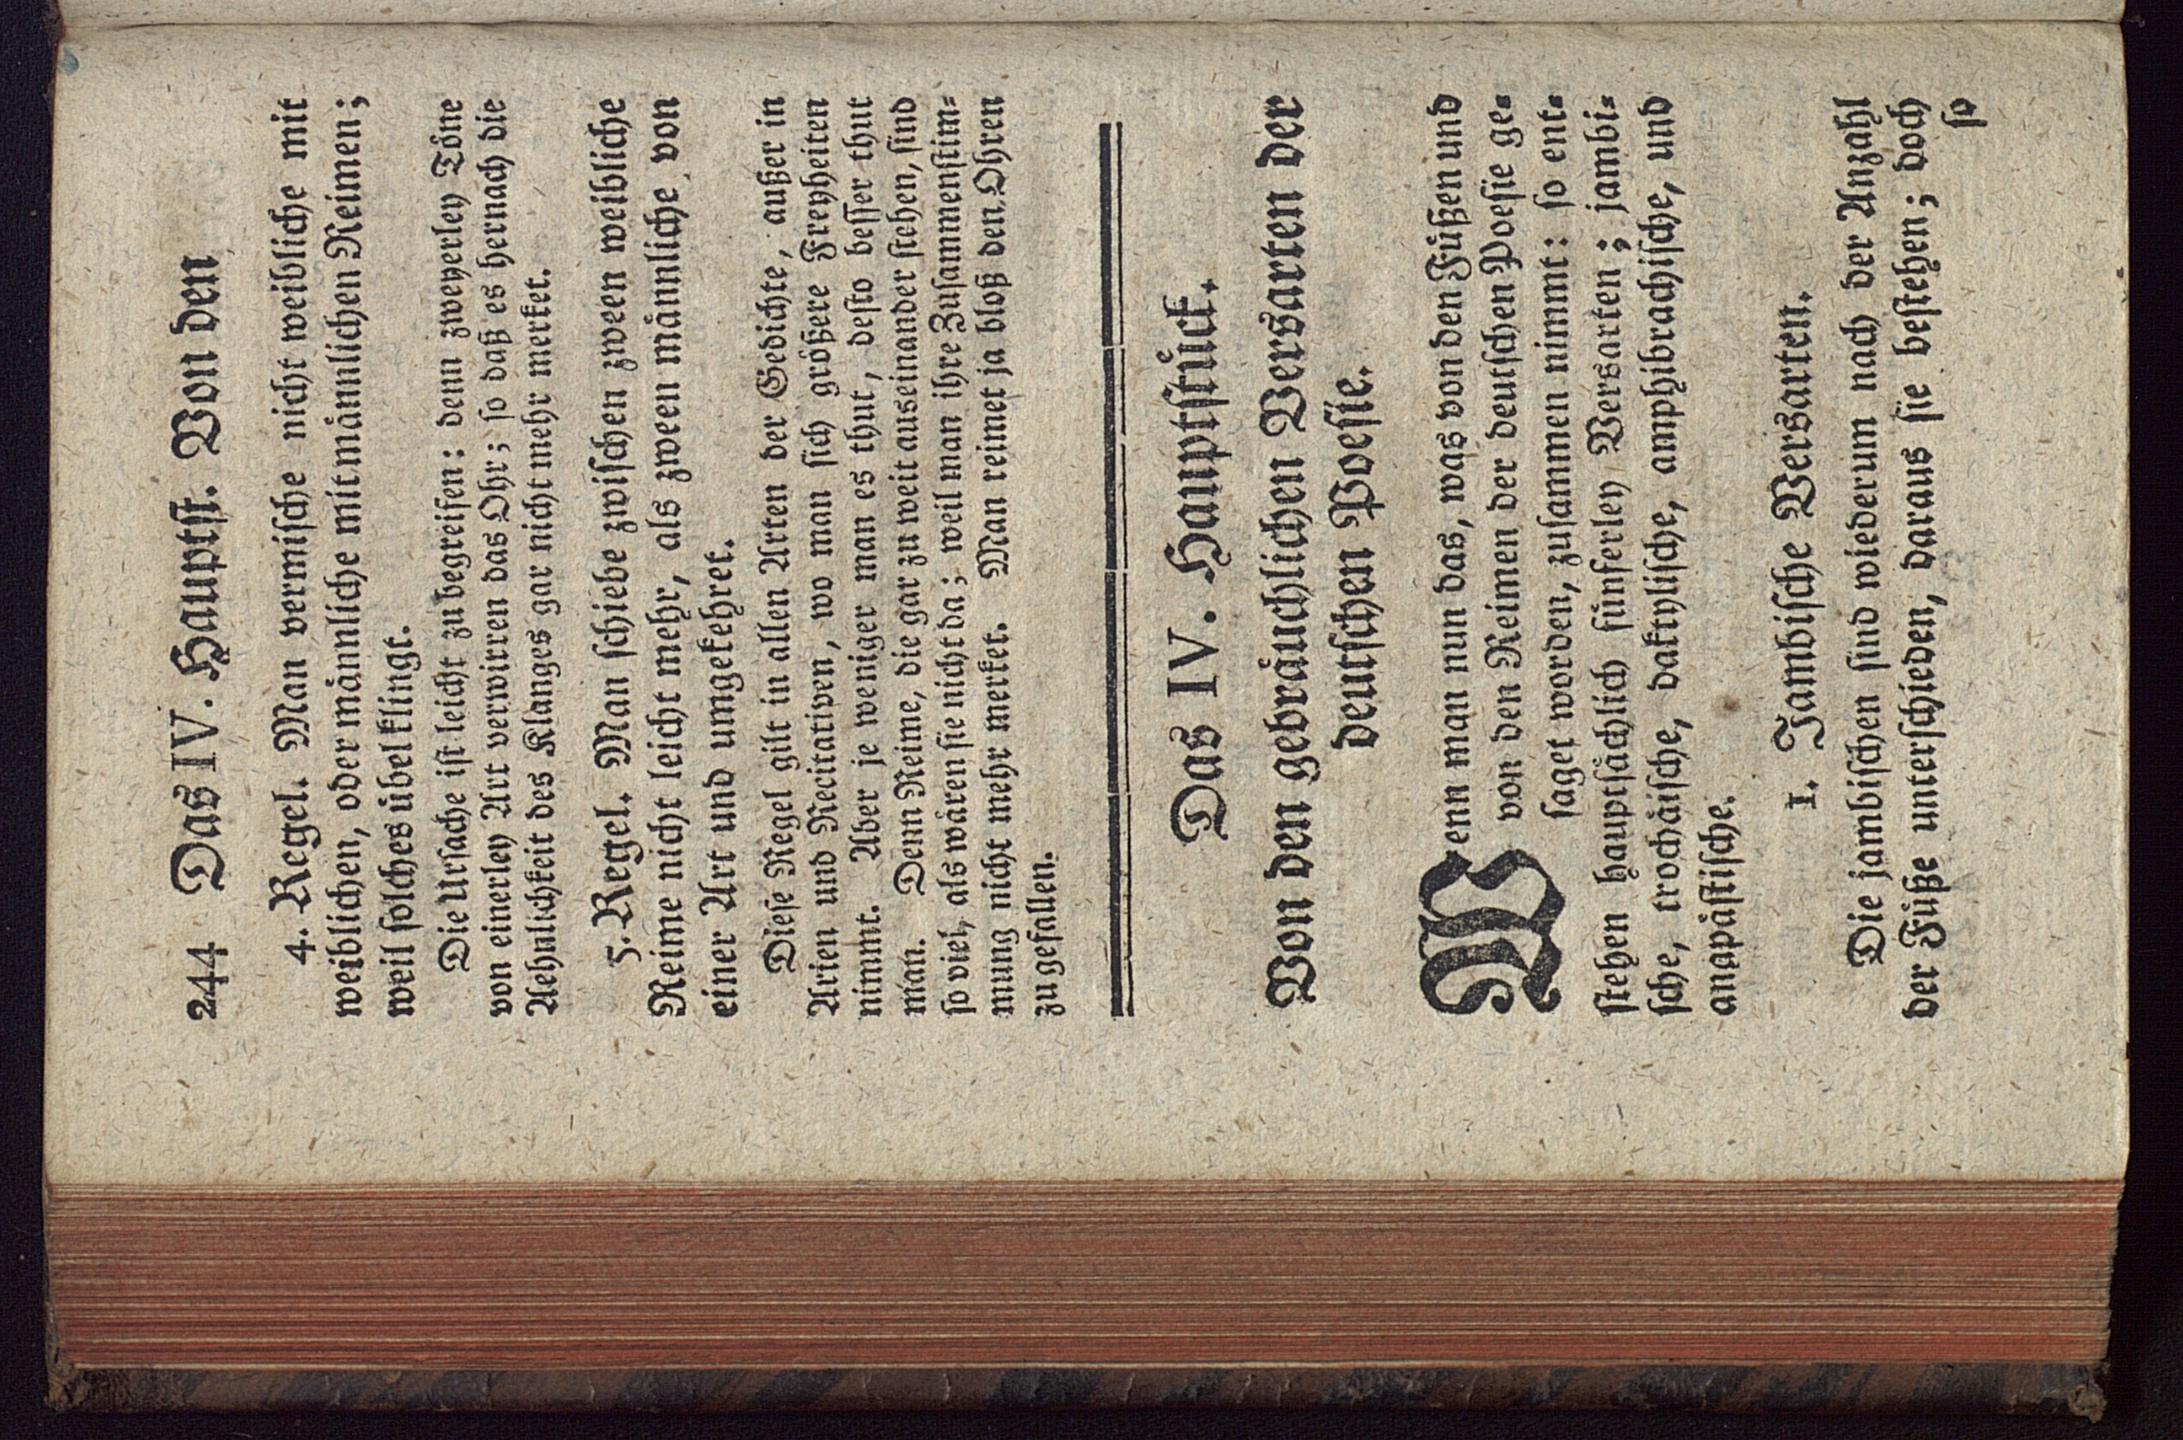 244 Das IV. Hauptst. Von den
4. Regel. Man vermische nicht weibliche mit
weiblichen, oder männliche mit männlichen Reimen;
weil solches übel klingt.
Die Ursache ist leicht zu begreifen: denn zweyerley Töne
von einerley Art verwirren das Ohr; so daß es hernach die
Aehnlichkeit des Klanges gar nicht mehr merket.
5. Regel. Man schiebe zwischen zween weibliche
Reime nicht leicht mehr, als zween männliche von
einer Art und umgekehret.
Diese Regel gilt in allen Arten der Gedichte, außer in
Arien und Recitativen, wo man sich größere Freyheiten
nimmt. Aber je weniger man es thut, desto besser thut
man. Denn Reime, die gar zu weit auseinander stehen, sind
so viel, als wären sie nicht da; weil man ihre Zusammenstim-
mung nicht mehr merket. Man reimet ja bloß den Ohren
zu gefallen.
Das IV. Hauptstück.
Von den gebräuchlichen Versarten der
deutschen Poesie.
Wenn man nun das, was von den Füßen und
von den Reimen der deutschen Poesie ge-
saget worden, zusammen nimmt: so ent-
stehen hauptsächlich fünferley Versarten; jambi-
sche, trochäische, daktylische, amphibrachische, und
anapästische.
1. Jambische Versarten.
Die jambischen sind wiederum nach der Anzahl
der Füße unterschieden, daraus sie bestehen; doch
so